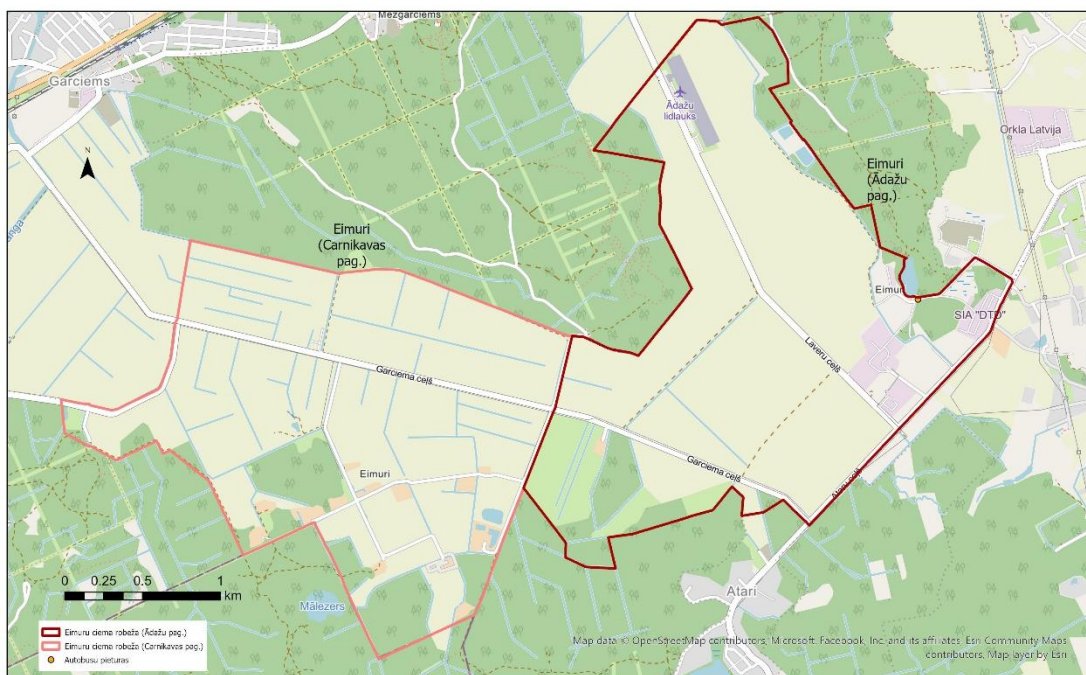 Mežgarciems
Garciems
Ādažu
lidlauks
Orkla Latvija
N
Eimuri
(Ādažu
pag.)
Eimuri
(Carnikavas
pag.)
Eimuri
SIA "DTD"
Laveru ceļš
Garciema ceļš
Garciema ceļš
Ataru ceļš
Eimuri
0 0.25 0.5 1
km
Mālezers
Atari
Eimuru ciema robeža (Ādažu pag.)
Eimuru ciema robeža (Carnikavas pag.)
Autobusu pieturas
Map data © OpenStreetMap contributors, Microsoft, Facebook, Inc. and its affiliates, Esri Community Maps
contributors, Map layer by Esri